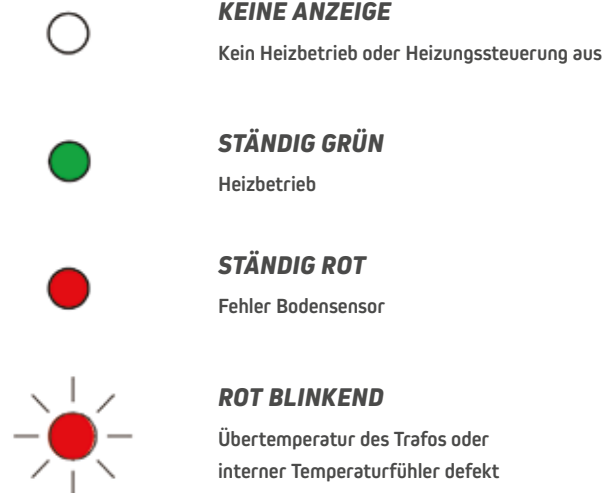 KEINE ANZEIGE
Kein Heizbetrieb oder Heizungssteuerung aus
STÄNDIG GRÜN
Heizbetrieb
STÄNDIG ROT
Fehler Bodensensor
ROT BLINKEND
Übertemperatur des Trafos oder
interner Temperaturfühler defekt